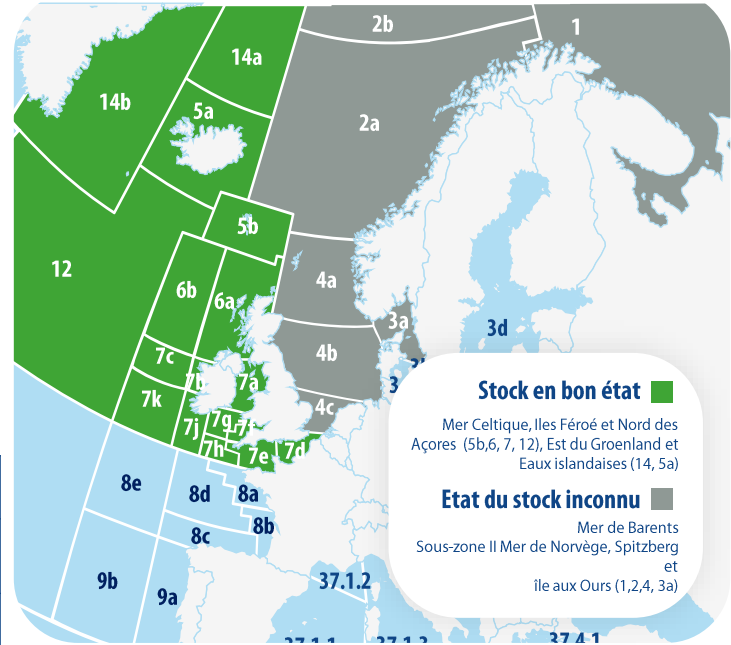 2b
1
14a
14b
5a
2a
5b
12
4a
6b
6a
3a
3d
4b
7c
7b
7a
7k
4c
7g
7f
7j
7h
7e
7d
8e
8d
8a
8b
8c
9b
9a
37.1.2
37.4.1
Stock en bon état
Mer Celtique, Iles Féroé et Nord des
Açores (5b,6, 7, 12), Est du Groenland et
Eaux islandaises (14, 5a)
Etat du stock inconnu
Mer de Barents
Sous-zone II Mer de Norvège, Spitzberg
et
île aux Ours (1,2,4, 3a)